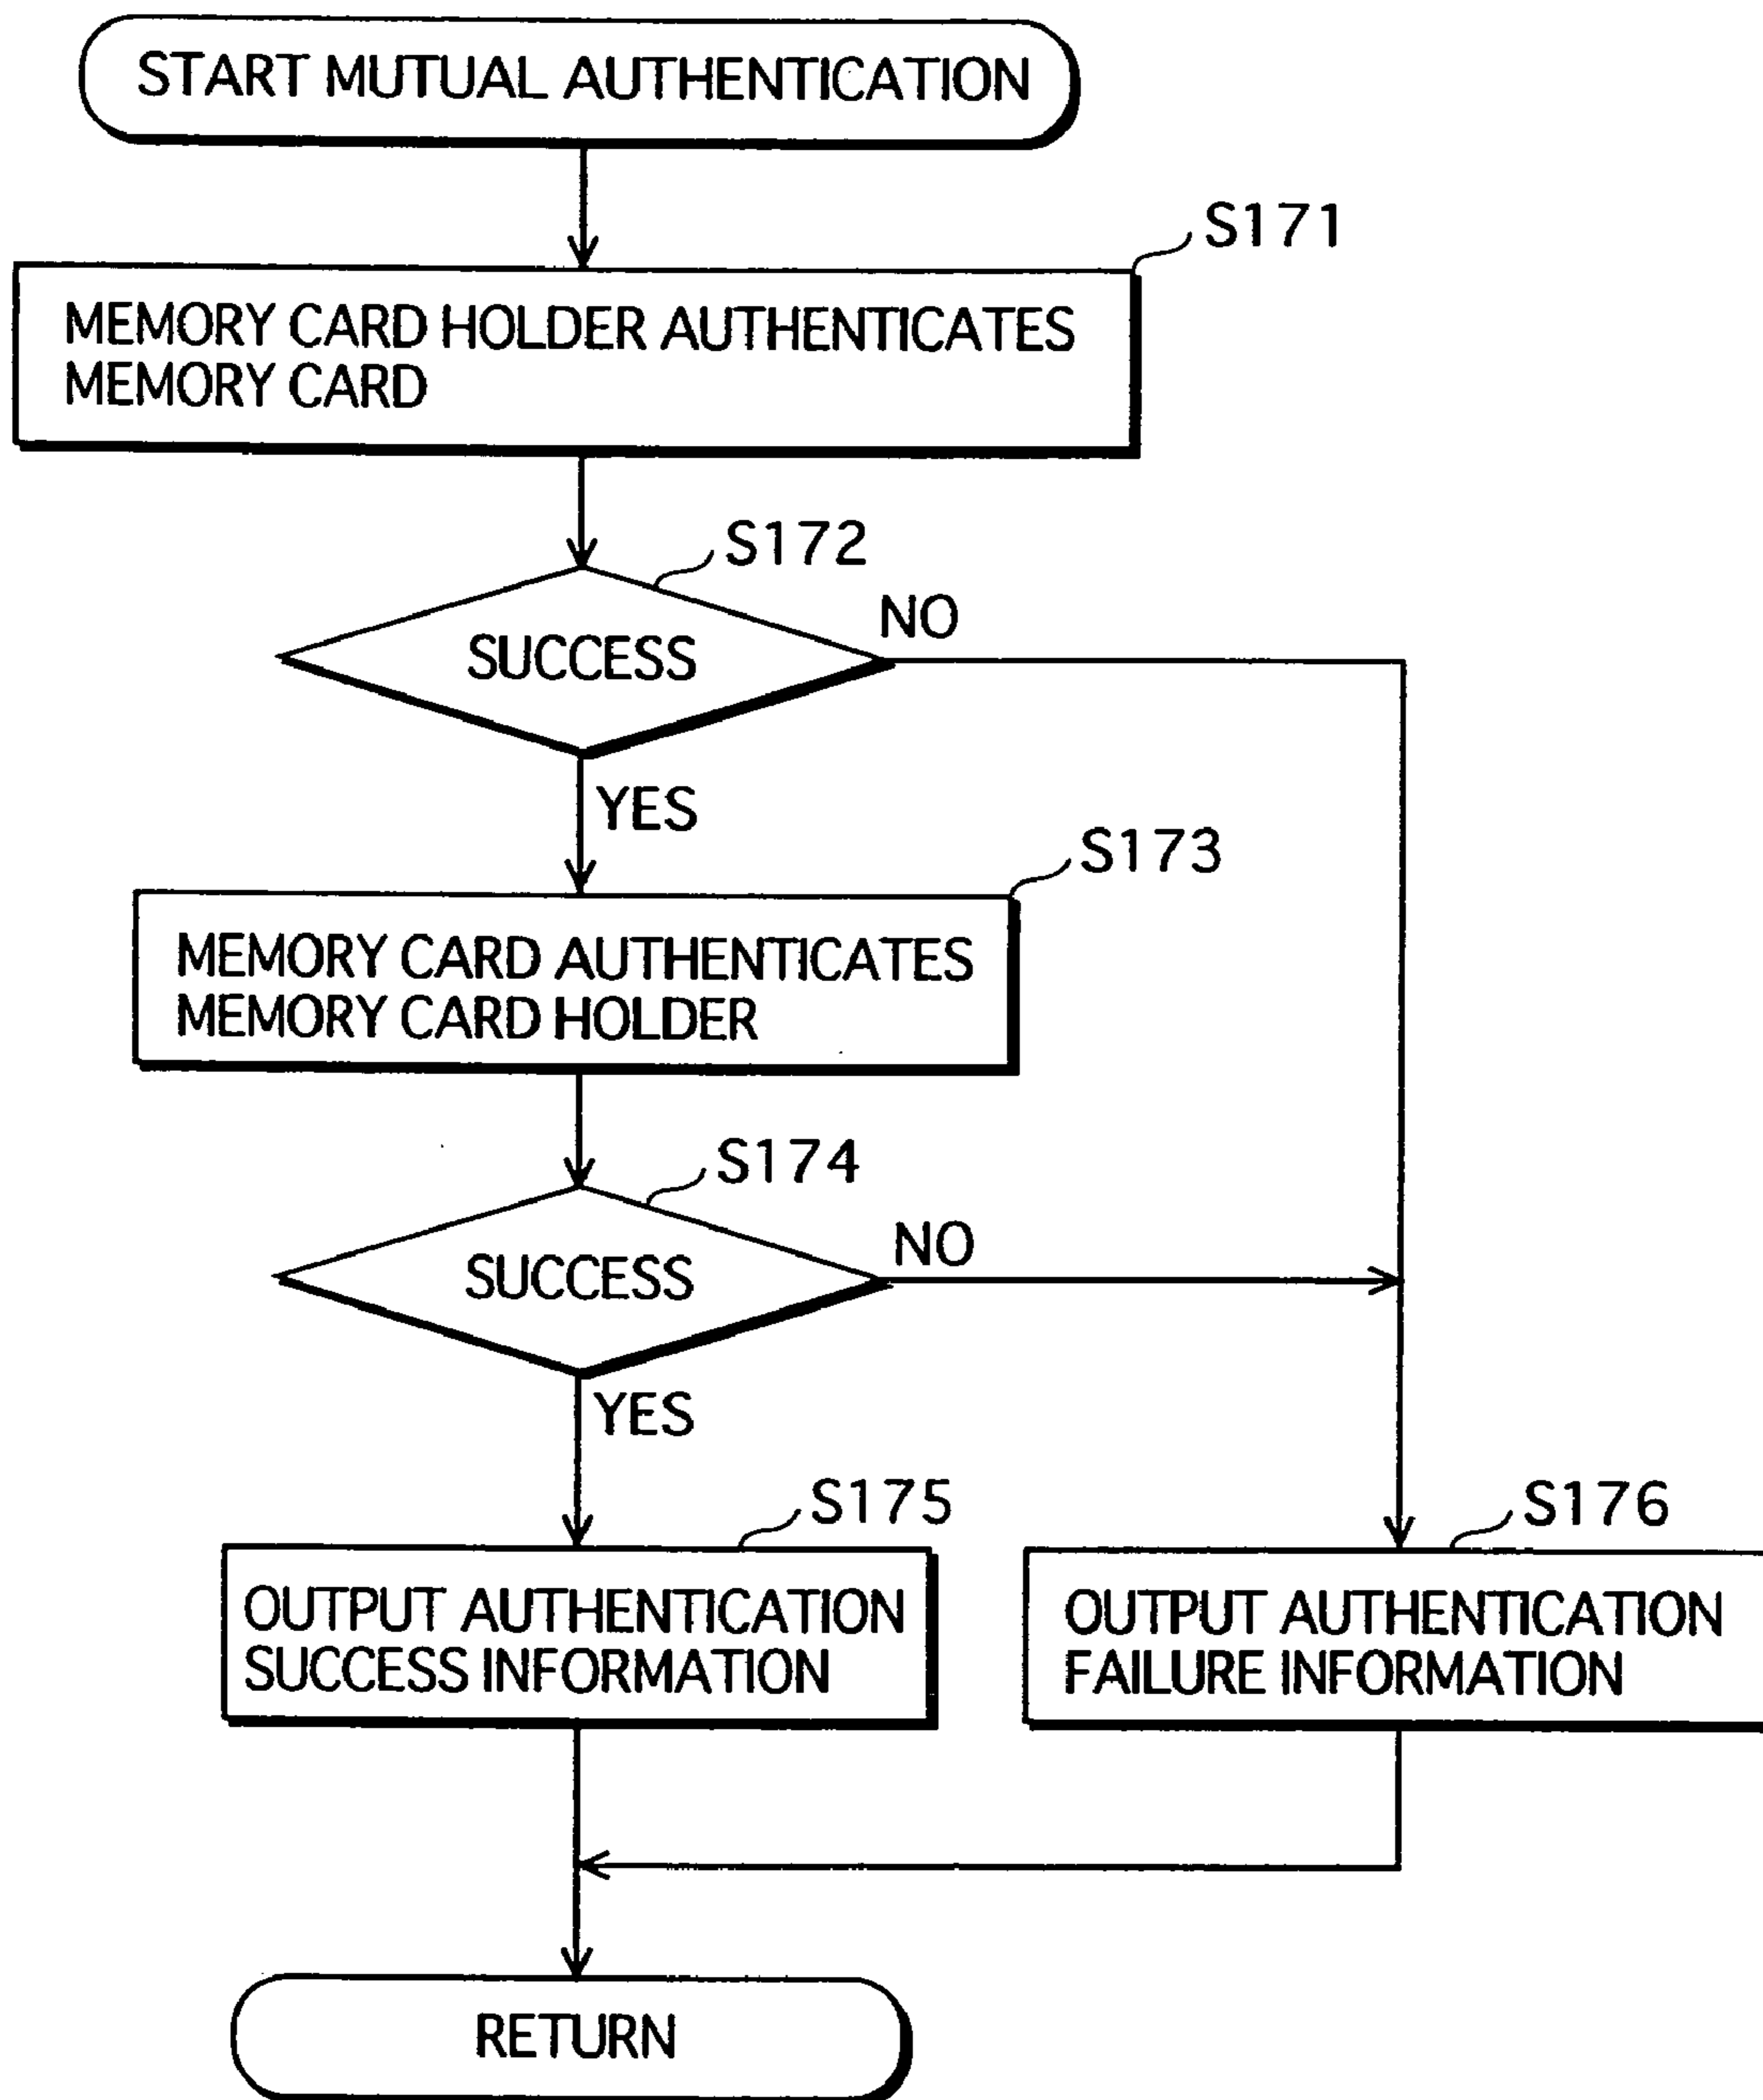 START MUTUAL AUTHENTICATION
S171
MEMORY CARD HOLDER AUTHENTICATES
MEMORY CARD
S172
SUCCESS
NO
YES
S173
MEMORY CARD AUTHENTICATES
MEMORY CARD HOLDER
S174
SUCCESS
NO
YES
S175
OUTPUT AUTHENTICATION
SUCCESS INFORMATION
S176
OUTPUT AUTHENTICATION
FAILURE INFORMATION
RETURN